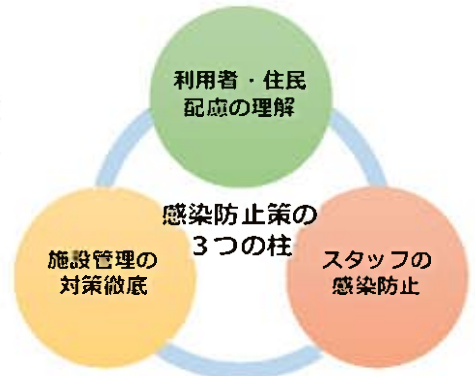 利用者・住民
配慮の理解
感染防止策の
３つの柱
施設管理の
対策徹底
スタッフの
感染防止